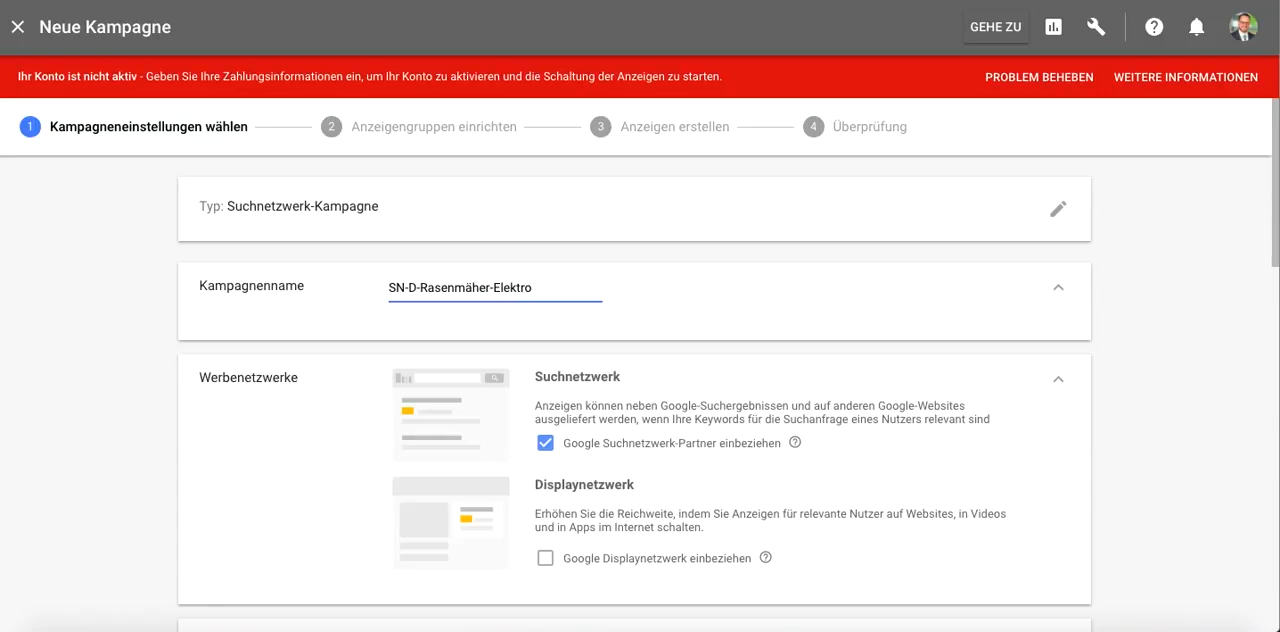 Neue Kampagne
GEHE ZU
Ihr Konto ist nicht aktiv - Geben Sie Ihre Zahlungsinformationen ein, um Ihr Konto zu aktivieren und die Schaltung der Anzeigen zu starten.
PROBLEM BEHEBEN
WEITERE INFORMATIONEN
1 Kampagneneinstellungen wählen
2 Anzeigengruppen einrichten
3 Anzeigen erstellen
4 Überprüfung
Typ: Suchnetzwerk-Kampagne
Kampagnenname
SN-D-Rasenmäher-Elektro
Werbenetzwerke
Suchnetzwerk
Anzeigen können neben Google-Suchergebnissen und auf anderen Google-Websites
ausgeliefert werden, wenn Ihre Keywords für die Suchanfrage eines Nutzers relevant sind
Google Suchnetzwerk-Partner einbeziehen
Displaynetzwerk
Erhöhen Sie die Reichweite, indem Sie Anzeigen für relevante Nutzer auf Websites, in Videos
und in Apps im Internet schalten.
Google Displaynetzwerk einbeziehen